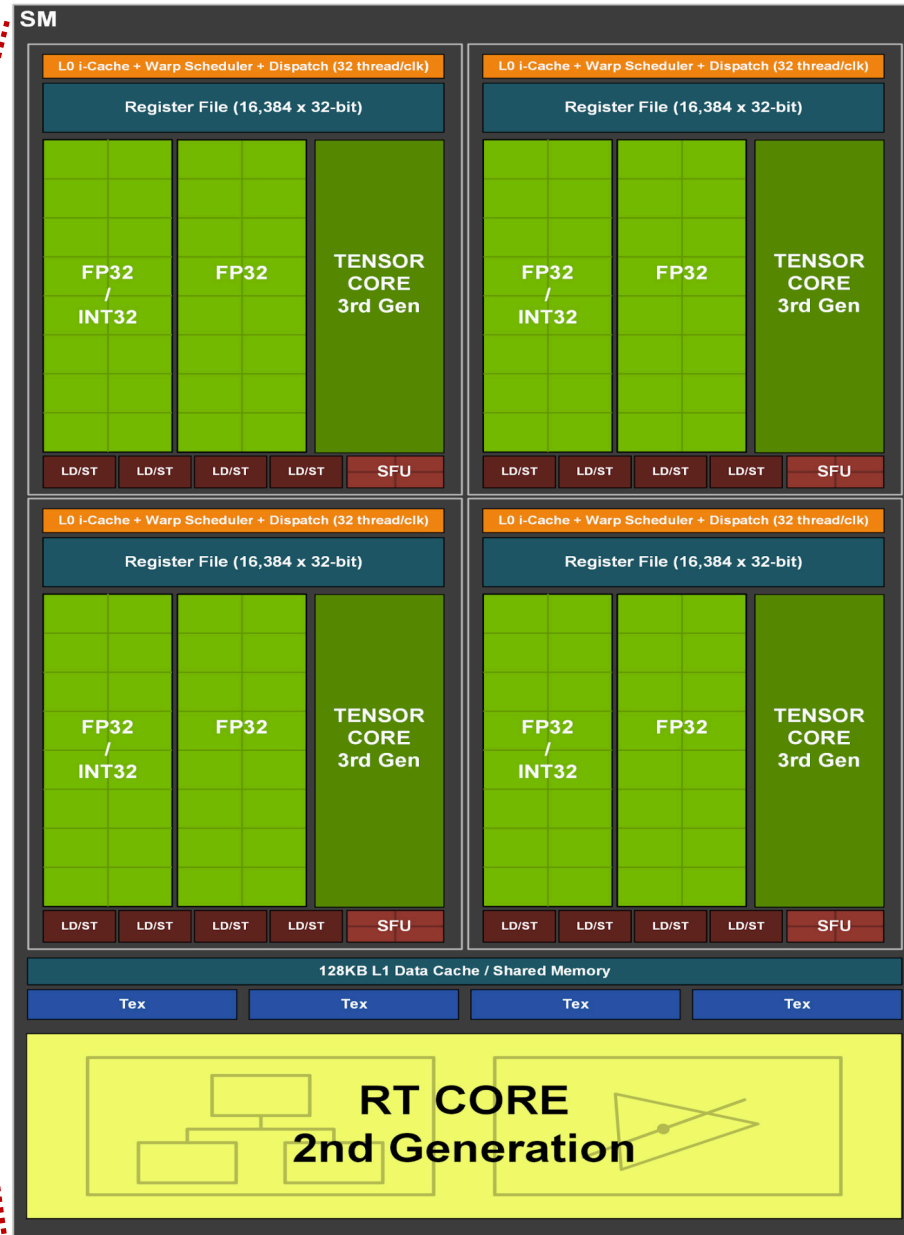 SM
L0 i-Cache + Warp Scheduler + Dispatch (32 thread/clk)
Register File (16,384 x 32-bit)
FP32
/
INT32
FP32
TENSOR
CORE
3rd Gen
LD/ST LD/ST LD/ST LD/ST SFU
L0 i-Cache + Warp Scheduler + Dispatch (32 thread/clk)
Register File (16,384 x 32-bit)
FP32
/
INT32
FP32
TENSOR
CORE
3rd Gen
LD/ST LD/ST LD/ST LD/ST SFU
L0 i-Cache + Warp Scheduler + Dispatch (32 thread/clk)
Register File (16,384 x 32-bit)
FP32
/
INT32
FP32
TENSOR
CORE
3rd Gen
LD/ST LD/ST LD/ST LD/ST SFU
L0 i-Cache + Warp Scheduler + Dispatch (32 thread/clk)
Register File (16,384 x 32-bit)
FP32
/
INT32
FP32
TENSOR
CORE
3rd Gen
LD/ST LD/ST LD/ST LD/ST SFU
128KB L1 Data Cache / Shared Memory
Tex Tex Tex Tex
RT CORE
2nd Generation